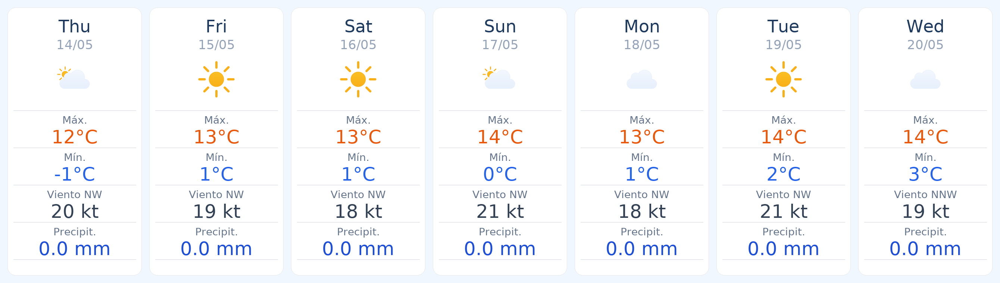 Thu
14/05
Máx.
12°C
Mín.
-1°C
Viento NW
20 kt
Precipit.
0.0 mm
Fri
15/05
Máx.
13°C
Mín.
1°C
Viento NW
19 kt
Precipit.
0.0 mm
Sat
16/05
Máx.
13°C
Mín.
1°C
Viento NW
18 kt
Precipit.
0.0 mm
Sun
17/05
Máx.
14°C
Mín.
0°C
Viento NW
21 kt
Precipit.
0.0 mm
Mon
18/05
Máx.
13°C
Mín.
1°C
Viento NW
18 kt
Precipit.
0.0 mm
Tue
19/05
Máx.
14°C
Mín.
2°C
Viento NW
21 kt
Precipit.
0.0 mm
Wed
20/05
Máx.
14°C
Mín.
3°C
Viento NNW
19 kt
Precipit.
0.0 mm